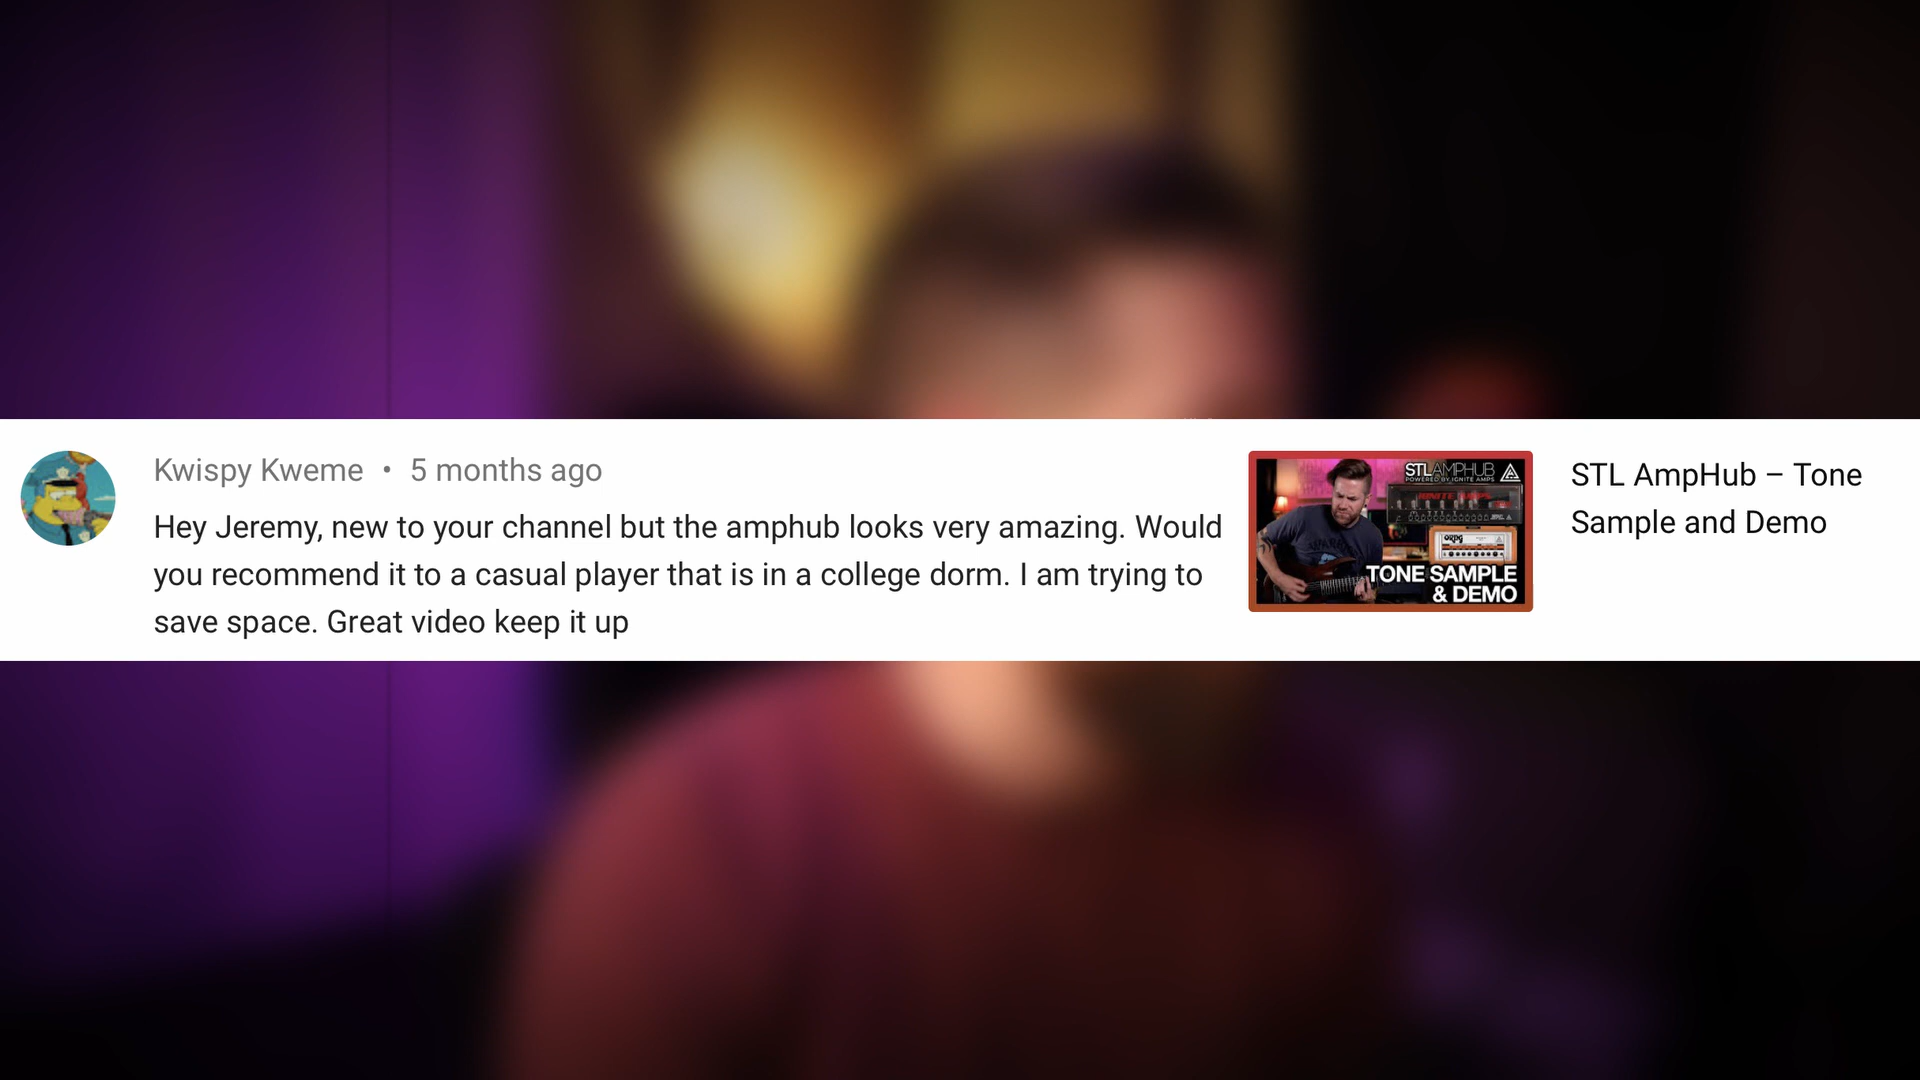 Kwispy Kweme • 5 months ago
Hey Jeremy, new to your channel but the amphub looks very amazing. Would
you recommend it to a casual player that is in a college dorm. I am trying to
save space. Great video keep it up
STL AMPHUB
POWERED BY IGNITE AMPS
IGNITE AMPS
TONE SAMPLE
& DEMO
STL AmpHub – Tone
Sample and Demo